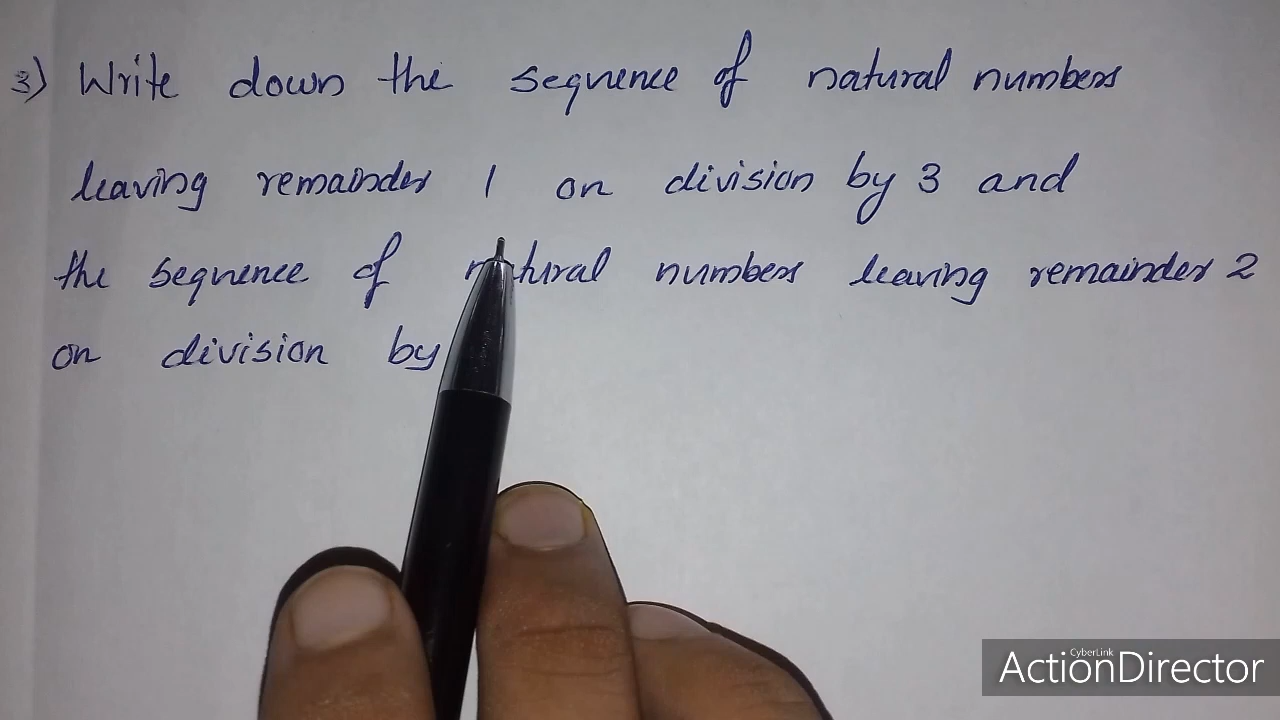 3) Write down the sequence of natural numbers
leaving remainder 1 on division by 3 and
the sequence of natural numbers leaving remainder 2
on division by
CyberLink
ActionDirector